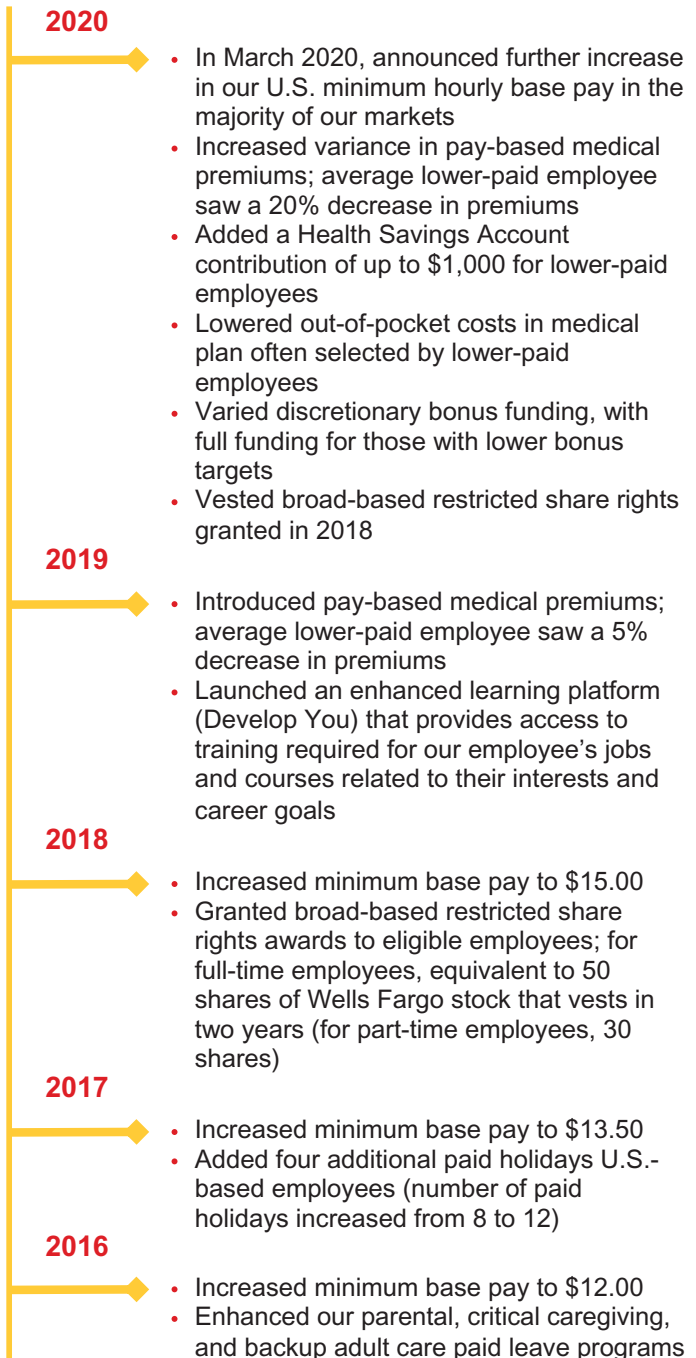 2020
• In March 2020, announced further increase
in our U.S. minimum hourly base pay in the
majority of our markets
• Increased variance in pay-based medical
premiums; average lower-paid employee
saw a 20% decrease in premiums
• Added a Health Savings Account
contribution of up to $1,000 for lower-paid
employees
• Lowered out-of-pocket costs in medical
plan often selected by lower-paid
employees
• Varied discretionary bonus funding, with
full funding for those with lower bonus
targets
• Vested broad-based restricted share rights
granted in 2018
2019
• Introduced pay-based medical premiums;
average lower-paid employee saw a 5%
decrease in premiums
• Launched an enhanced learning platform
(Develop You) that provides access to
training required for our employee’s jobs
and courses related to their interests and
career goals
2018
• Increased minimum base pay to $15.00
• Granted broad-based restricted share
rights awards to eligible employees; for
full-time employees, equivalent to 50
shares of Wells Fargo stock that vests in
two years (for part-time employees, 30
shares)
2017
• Increased minimum base pay to $13.50
• Added four additional paid holidays U.S.-
based employees (number of paid
holidays increased from 8 to 12)
2016
• Increased minimum base pay to $12.00
• Enhanced our parental, critical caregiving,
and backup adult care paid leave programs